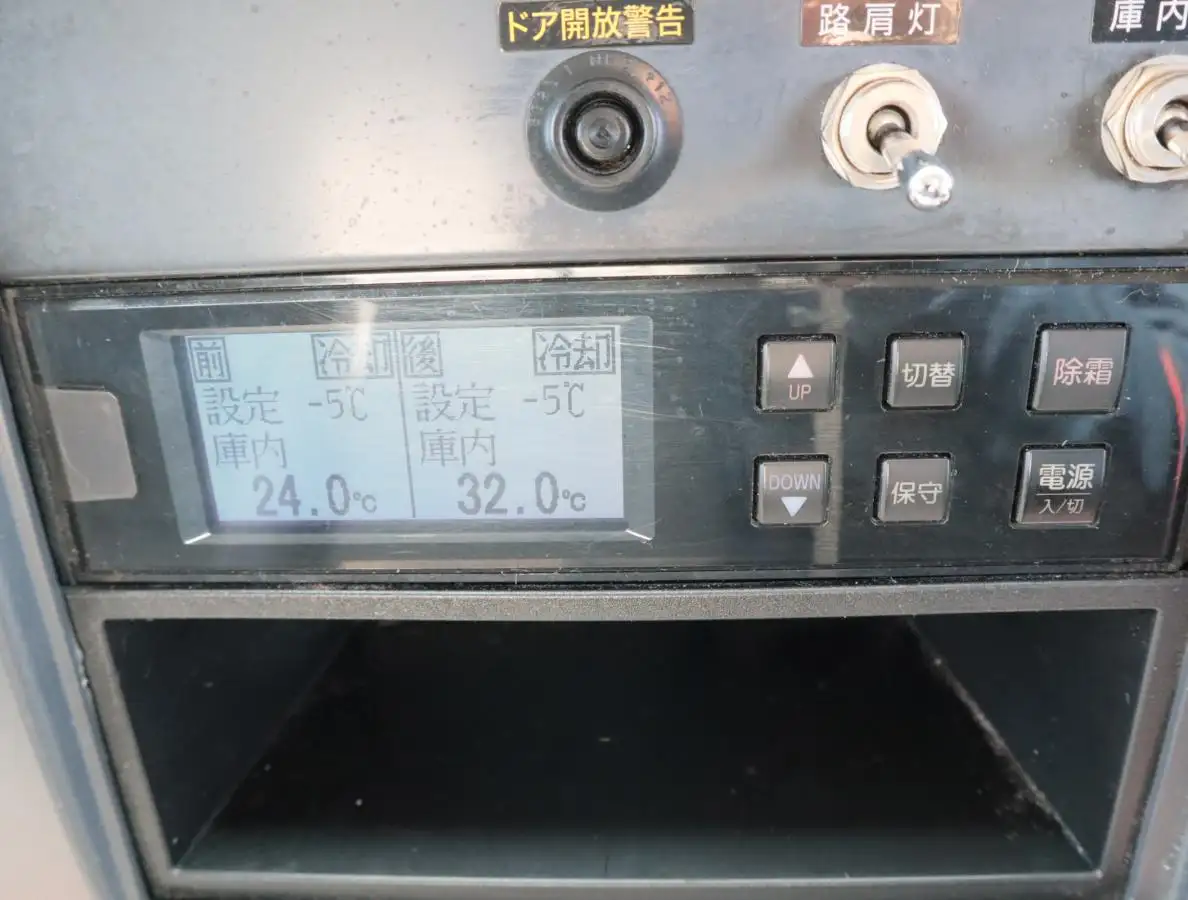 ドア開放警告
路肩灯
庫内
前 冷却 後 冷却
設定 -5℃ 設定 -5℃
庫内 庫内
24.0℃ 32.0℃
▲ UP
切替
除霜
DOWN ▼
保守
電源
入/切